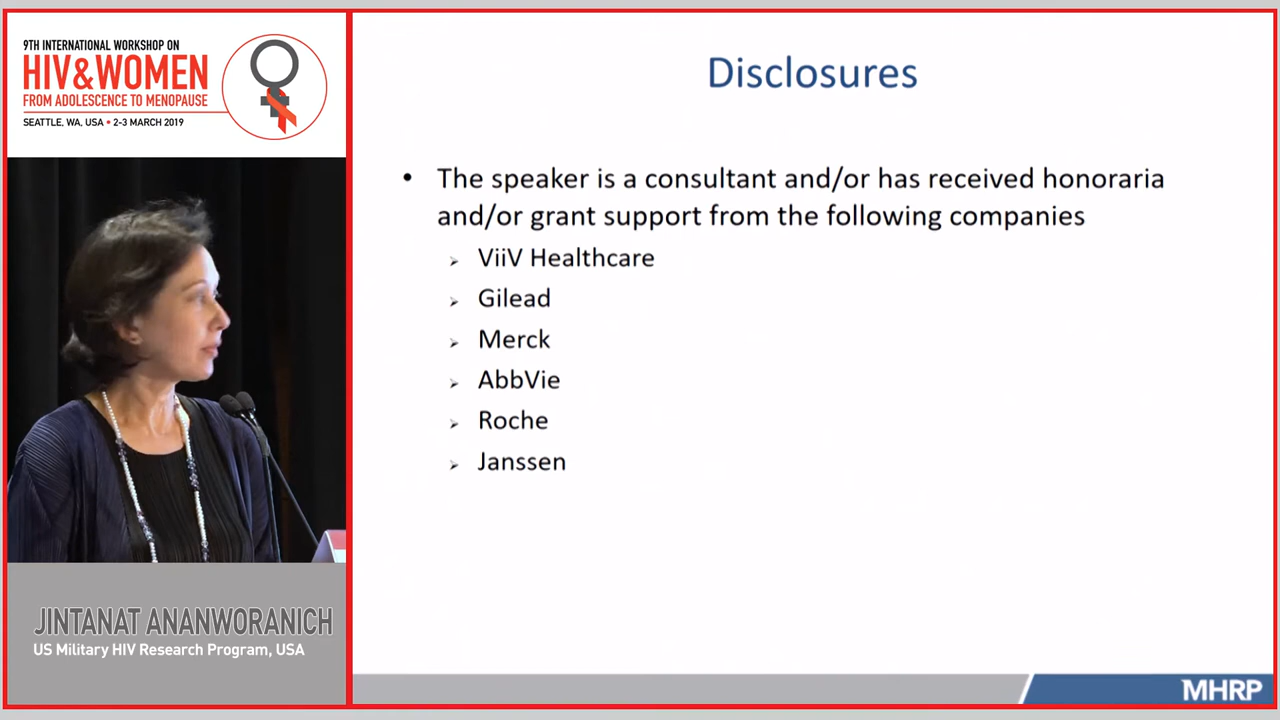 9TH INTERNATIONAL WORKSHOP ON
HIV&WOMEN
FROM ADOLESCENCE TO MENOPAUSE
SEATTLE, WA, USA • 2-3 MARCH 2019
JINTANAT ANANWORANICH
US Military HIV Research Program, USA
Disclosures
• The speaker is a consultant and/or has received honoraria
and/or grant support from the following companies
➢ ViiV Healthcare
➢ Gilead
➢ Merck
➢ AbbVie
➢ Roche
➢ Janssen
MHRP